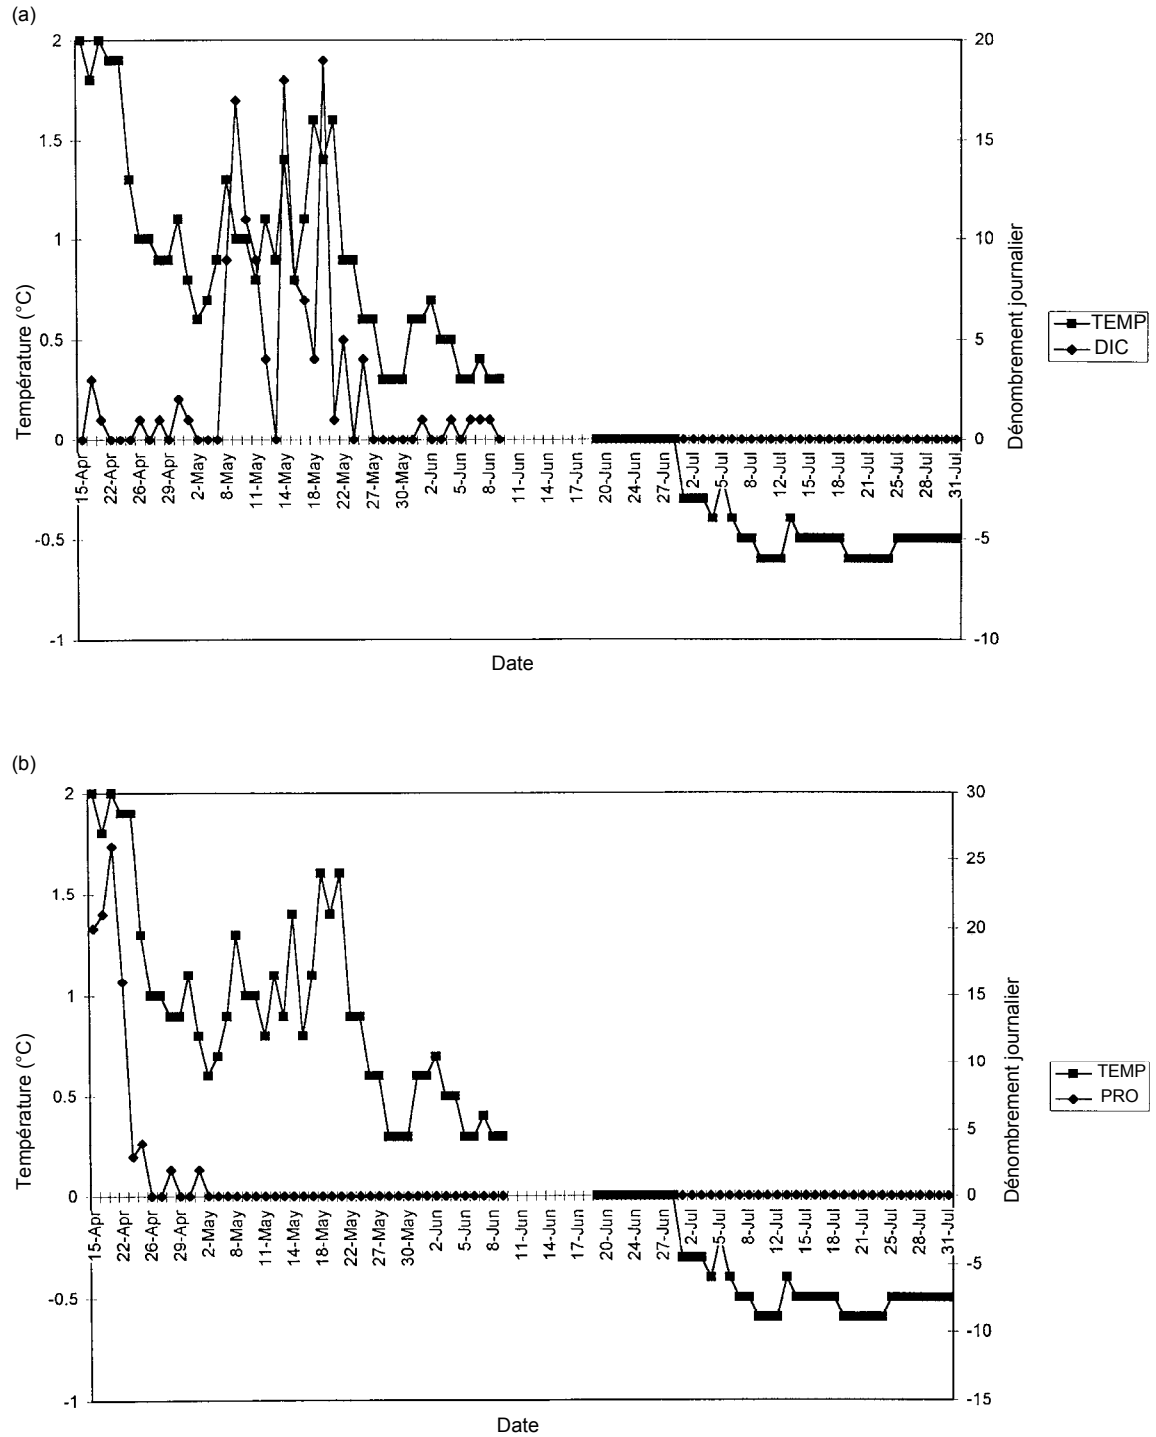 (a)
2
1.5
1
0.5
0
-0.5
-1
Température (°C)
20
15
10
5
0
-5
-10
Dénombrement journalier
TEMP
DIC
15-Apr
22-Apr
26-Apr
29-Apr
2-May
8-May
11-May
14-May
18-May
22-May
27-May
30-May
2-Jun
5-Jun
8-Jun
11-Jun
14-Jun
17-Jun
20-Jun
24-Jun
27-Jun
2-Jul
5-Jul
8-Jul
12-Jul
15-Jul
18-Jul
21-Jul
25-Jul
28-Jul
31-Jul
Date
(b)
2
1.5
1
0.5
0
-0.5
-1
Température (°C)
30
25
20
15
10
5
0
-5
-10
-15
Dénombrement journalier
TEMP
PRO
15-Apr
22-Apr
26-Apr
29-Apr
2-May
8-May
11-May
14-May
18-May
22-May
27-May
30-May
2-Jun
5-Jun
8-Jun
11-Jun
14-Jun
17-Jun
20-Jun
24-Jun
27-Jun
2-Jul
5-Jul
8-Jul
12-Jul
15-Jul
18-Jul
21-Jul
25-Jul
28-Jul
31-Jul
Date